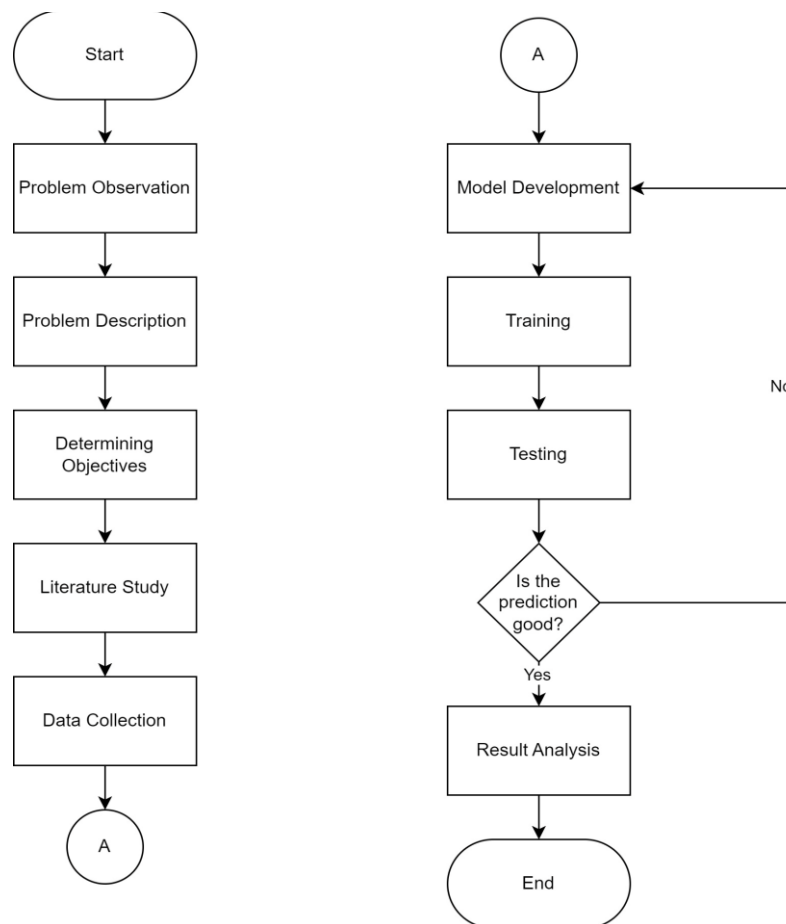 Start
Problem Observation
Problem Description
Determining
Objectives
Literature Study
Data Collection
A
A
Model Development
Training
Testing
Is the
prediction
good?
No
Yes
Result Analysis
End